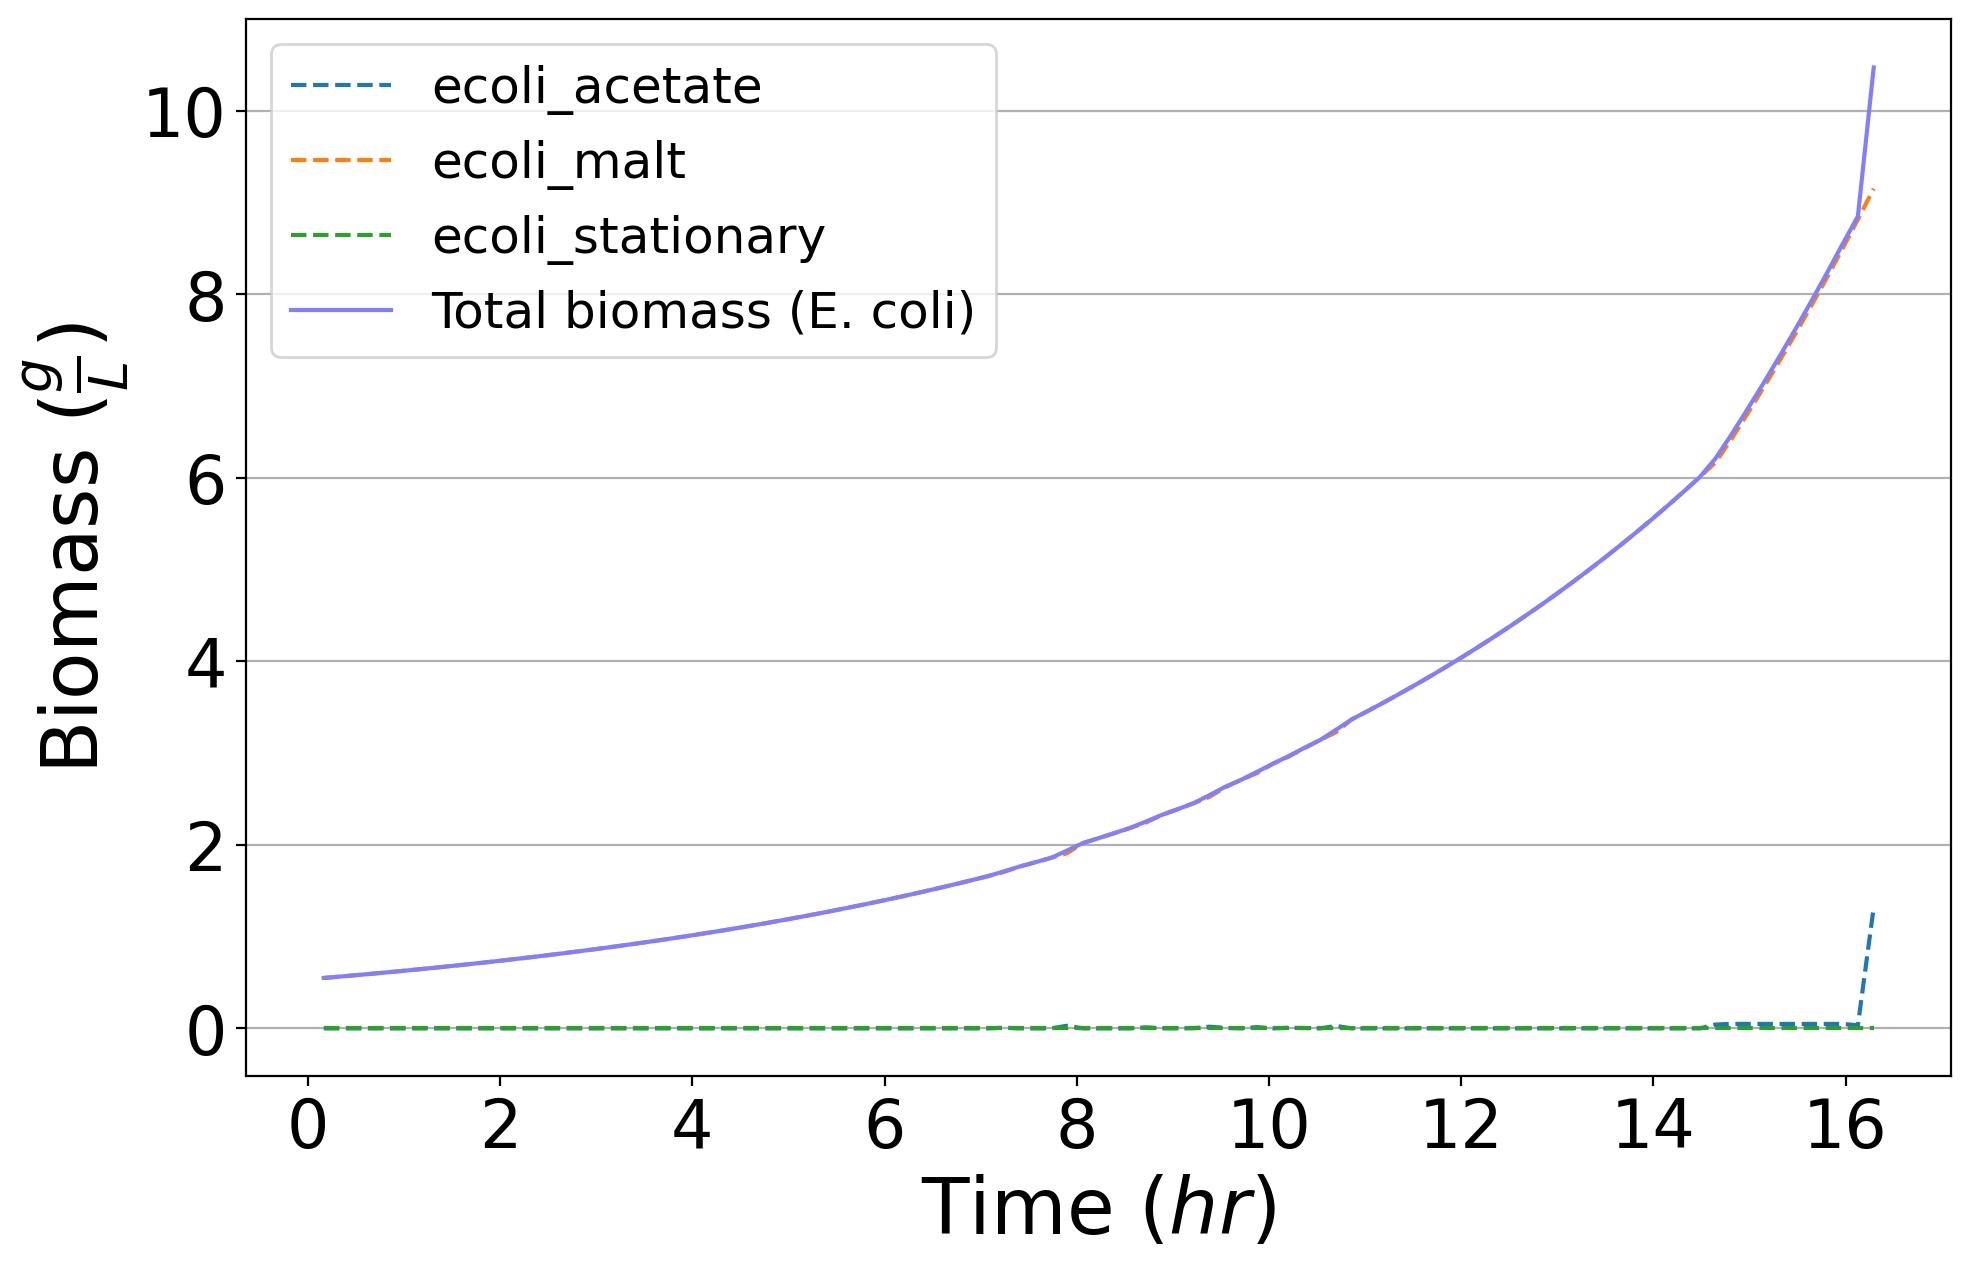 ecoli_acetate
ecoli_malt
ecoli_stationary
Total biomass (E. coli)
10
8
6
4
2
0
Biomass (g/L)
0 2 4 6 8 10 12 14 16
Time (hr)